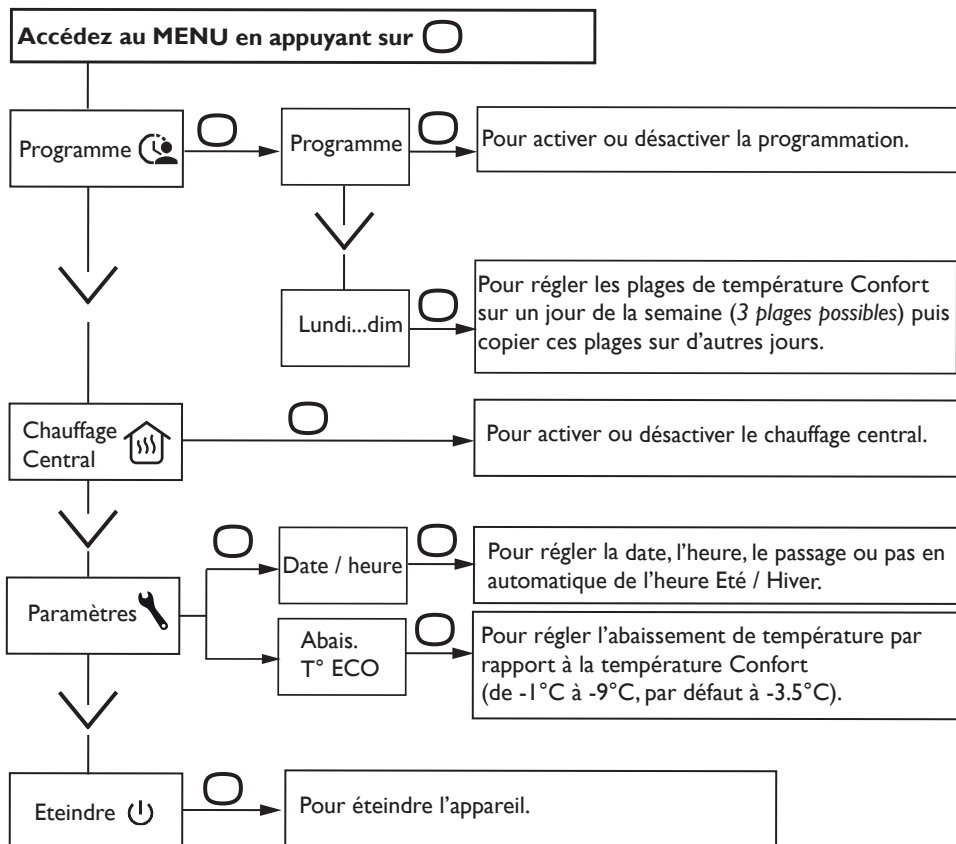 Accédez au MENU en appuyant sur
Programme
Programme
Pour activer ou désactiver la programmation.
Lundi...dim
Pour régler les plages de température Confort
sur un jour de la semaine (3 plages possibles) puis
copier ces plages sur d'autres jours.
Chauffage
Central
Pour activer ou désactiver le chauffage central.
Paramètres
Date / heure
Pour régler la date, l'heure, le passage ou pas en
automatique de l'heure Eté / Hiver.
Abais.
T° ECO
Pour régler l'abaissement de température par
rapport à la température Confort
(de -1°C à -9°C, par défaut à -3.5°C).
Eteindre
Pour éteindre l'appareil.